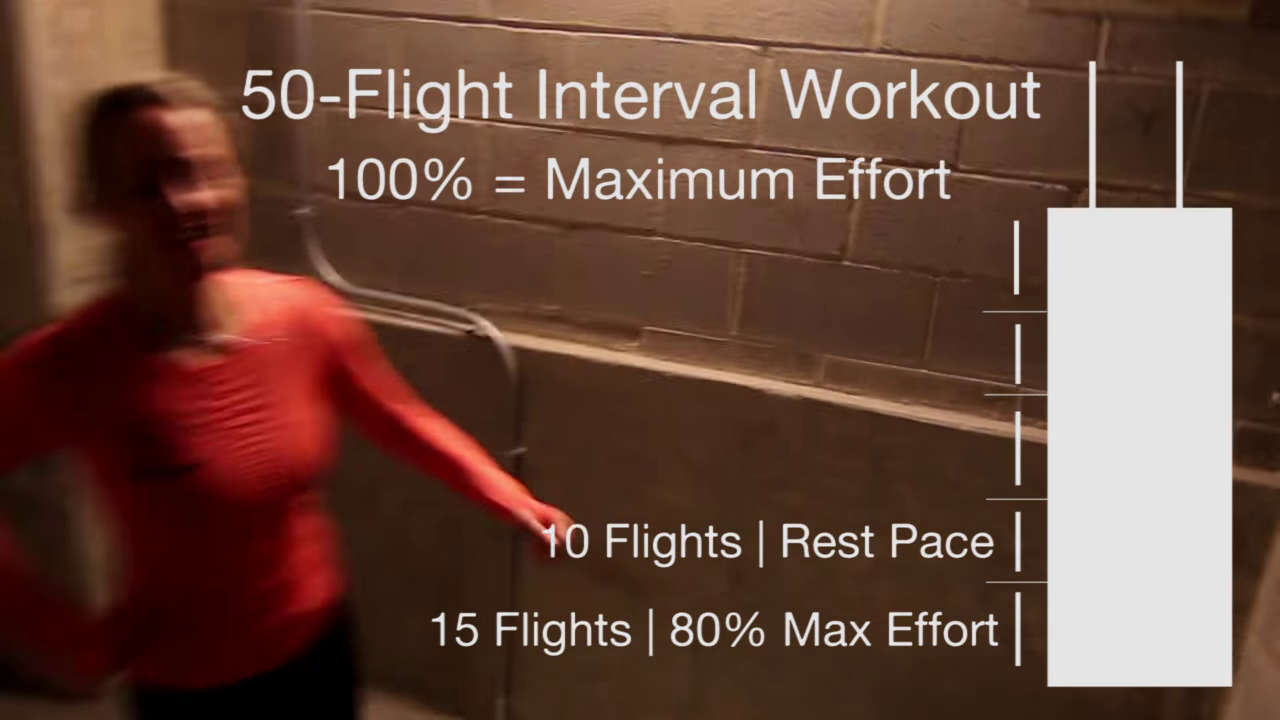 50-Flight Interval Workout
100% = Maximum Effort
10 Flights | Rest Pace
15 Flights | 80% Max Effort